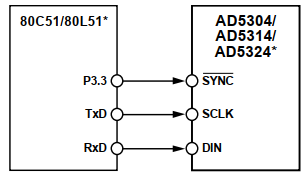 80C51/80L51*
AD5304/
AD5314/
AD5324*
P3.3
SYNC
TxD
SCLK
RxD
DIN